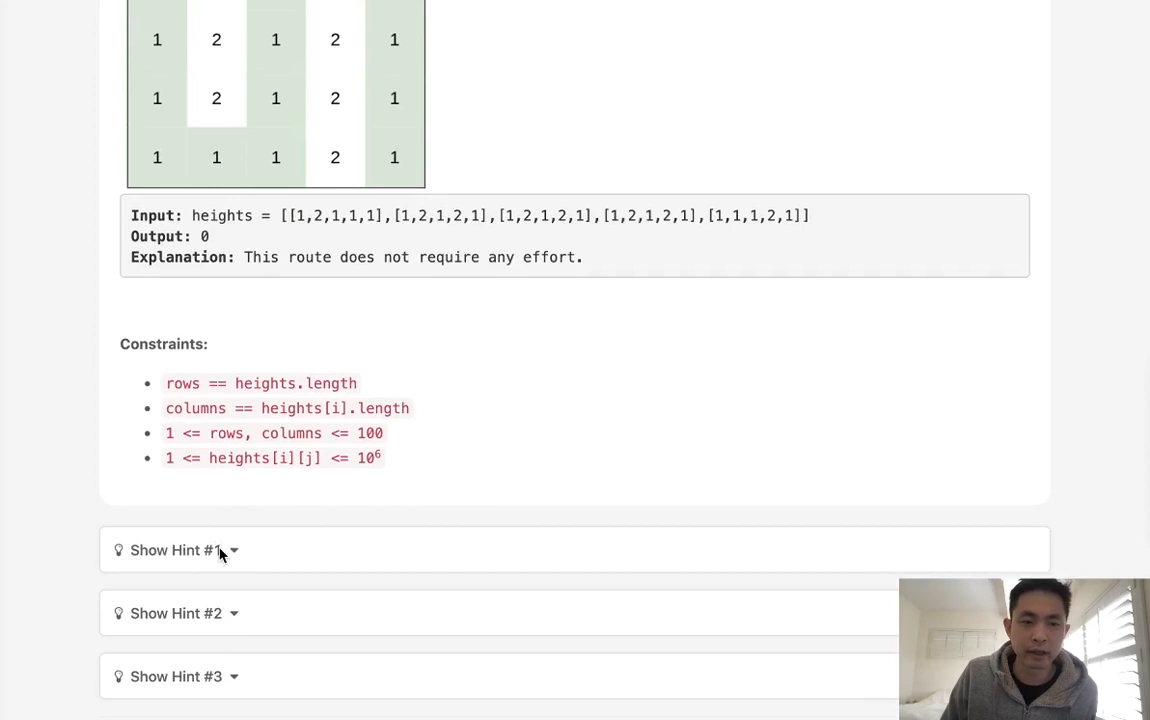 1 2 1 2 1
1 2 1 2 1
1 1 1 2 1
Input: heights = [[1,2,1,1,1],[1,2,1,2,1],[1,2,1,2,1],[1,2,1,2,1],[1,1,1,2,1]]
Output: 0
Explanation: This route does not require any effort.
Constraints:
rows == heights.length
columns == heights[i].length
1 <= rows, columns <= 100
1 <= heights[i][j] <= 10⁶
Show Hint #1
Show Hint #2
Show Hint #3